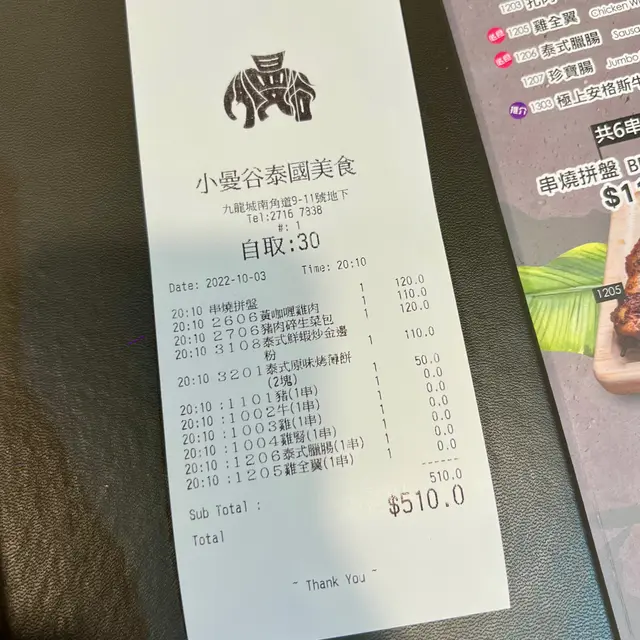 小曼谷泰國美食
九龍城南角道9-11號地下
Tel:2716 7338
#: 1
自取:30
Date: 2022-10-03 Time: 20:10
20:10 串燒拼盤 1 120.0
20:10 2606黃咖喱雞肉 1 110.0
20:10 2706豬肉碎生菜包 1 120.0
20:10 3108泰式鮮蝦炒金邊 1 110.0
粉
20:10 3201泰式原味烤薄餅 1 50.0
(2塊)
20:10 :1101豬(1串) 1 0.0
20:10 :1002牛(1串) 1 0.0
20:10 :1003雞(1串) 1 0.0
20:10 :1004雞腎(1串) 1 0.0
20:10 :1206泰式臘腸(1串) 1 0.0
20:10 :1205雞全翼(1串) 1 0.0
------
Sub Total : 510.0
Total $510.0
- Thank You -
1203
1205 雞全翼 Chicken
1206 泰式臘腸
1207 珍寶腸 Jumbo
推介 1303 極上安格斯牛
共6串
串燒拼盤
1205